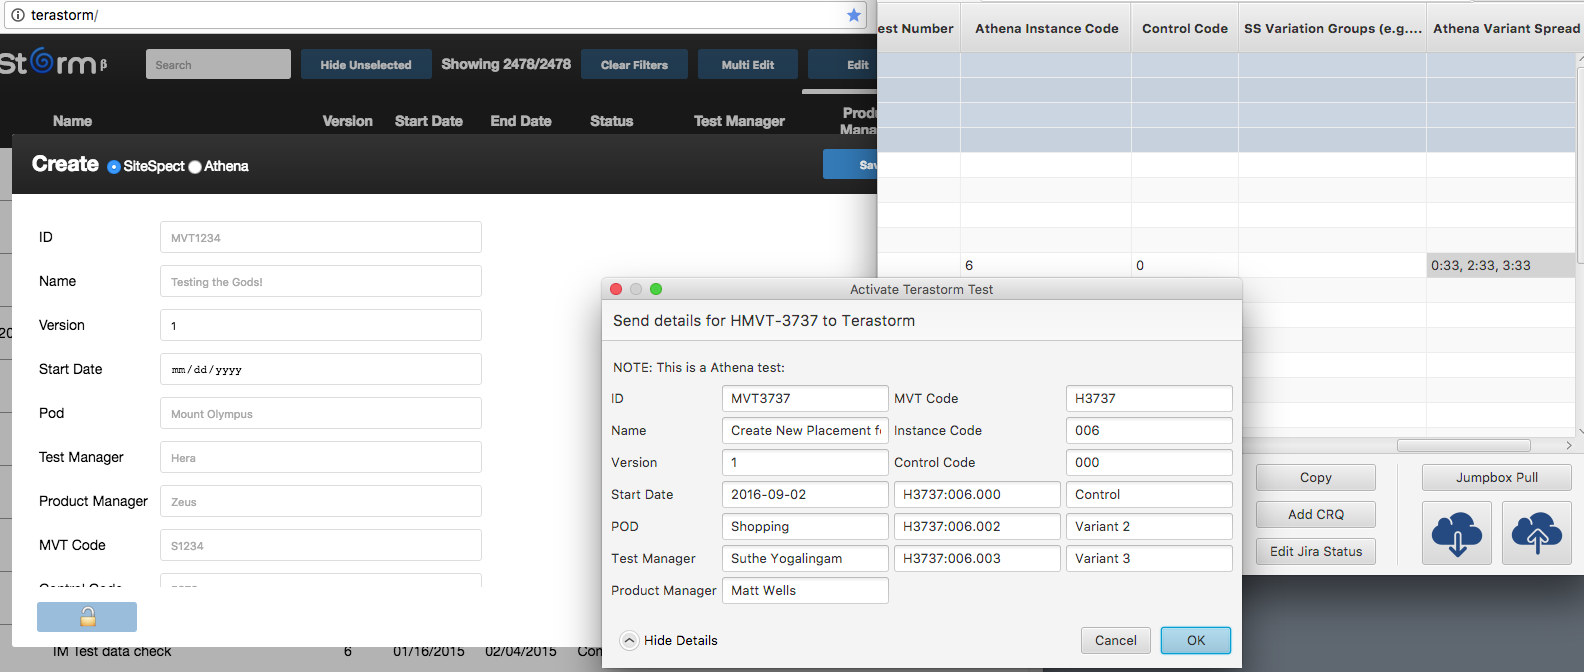 terastorm/
Storm β
Search
Hide Unselected
Showing 2478/2478
Clear Filters
Multi Edit
Edit
Name
Version
Start Date
End Date
Status
Test Manager
Create
SiteSpect
Athena
ID
MVT1234
Name
Testing the Gods!
Version
1
Start Date
mm/dd/yyyy
Pod
Mount Olympus
Test Manager
Hera
Product Manager
Zeus
MVT Code
S1234
IM Test data check
6
01/16/2015
02/04/2015
est Number
Athena Instance Code
Control Code
SS Variation Groups (e.g....
Athena Variant Spread
6
0
0:33, 2:33, 3:33
Activate Terastorm Test
Send details for HMVT-3737 to Terastorm
NOTE: This is a Athena test:
ID
MVT3737
MVT Code
H3737
Name
Create New Placement f
Instance Code
006
Version
1
Control Code
000
Start Date
2016-09-02
H3737:006.000
Control
POD
Shopping
H3737:006.002
Variant 2
Test Manager
Suthe Yogalingam
H3737:006.003
Variant 3
Product Manager
Matt Wells
Hide Details
Cancel
OK
Copy
Add CRQ
Edit Jira Status
Jumpbox Pull